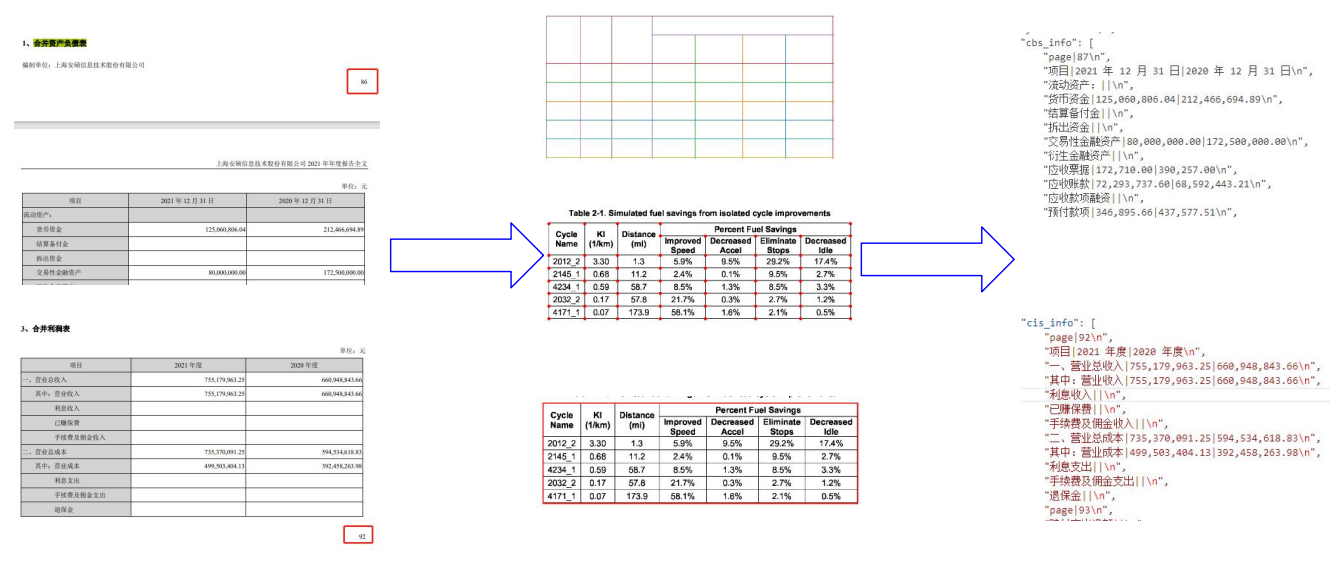 1、合并资产负债表
编制单位：上海安硕信息技术股份有限公司
86
上海安硕信息技术股份有限公司 2021 年年度报告全文
单位：元
项目 2021 年 12 月 31 日 2020 年 12 月 31 日
流动资产：
货币资金 125,060,806.04 212,466,694.89
结算备付金
拆出资金
交易性金融资产 80,000,000.00 172,500,000.00
3、合并利润表
单位：元
项目 2021 年度 2020 年度
一、营业总收入 755,179,963.25 660,948,843.66
其中：营业收入 755,179,963.25 660,948,843.66
利息收入
已赚保费
手续费及佣金收入
二、营业总成本 735,370,091.25 594,534,618.83
其中：营业成本 499,503,404.13 392,458,263.98
利息支出
手续费及佣金支出
退保金
92
Table 2-1. Simulated fuel savings from isolated cycle improvements
Cycle Name KI (1/km) Distance (mi) Percent Fuel Savings
Improved Speed Decreased Accel Eliminate Stops Decreased Idle
2012_2 3.30 1.3 5.9% 9.5% 29.2% 17.4%
2145_1 0.68 11.2 2.4% 0.1% 9.5% 2.7%
4234_1 0.59 58.7 8.5% 1.3% 8.5% 3.3%
2032_2 0.17 57.8 21.7% 0.3% 2.7% 1.2%
4171_1 0.07 173.9 58.1% 1.6% 2.1% 0.5%
Cycle Name KI (1/km) Distance (mi) Percent Fuel Savings
Improved Speed Decreased Accel Eliminate Stops Decreased Idle
2012_2 3.30 1.3 5.9% 9.5% 29.2% 17.4%
2145_1 0.68 11.2 2.4% 0.1% 9.5% 2.7%
4234_1 0.59 58.7 8.5% 1.3% 8.5% 3.3%
2032_2 0.17 57.8 21.7% 0.3% 2.7% 1.2%
4171_1 0.07 173.9 58.1% 1.6% 2.1% 0.5%
"cbs_info": [
"page|87\n",
"项目|2021 年 12 月 31 日|2020 年 12 月 31 日\n",
"流动资产：||\n",
"货币资金|125,060,806.04|212,466,694.89\n",
"结算备付金||\n",
"拆出资金||\n",
"交易性金融资产|80,000,000.00|172,500,000.00\n",
"衍生金融资产||\n",
"应收票据|172,710.00|390,257.00\n",
"应收账款|72,293,737.60|68,592,443.21\n",
"应收款项融资||\n",
"预付款项|346,895.66|437,577.51\n",
"cis_info": [
"page|92\n",
"项目|2021 年度|2020 年度\n",
"一、营业总收入|755,179,963.25|660,948,843.66\n",
"其中：营业收入|755,179,963.25|660,948,843.66\n",
"利息收入||\n",
"已赚保费||\n",
"手续费及佣金收入||\n",
"二、营业总成本|735,370,091.25|594,534,618.83\n",
"其中：营业成本|499,503,404.13|392,458,263.98\n",
"利息支出||\n",
"手续费及佣金支出||\n",
"退保金||\n",
"page|93\n",